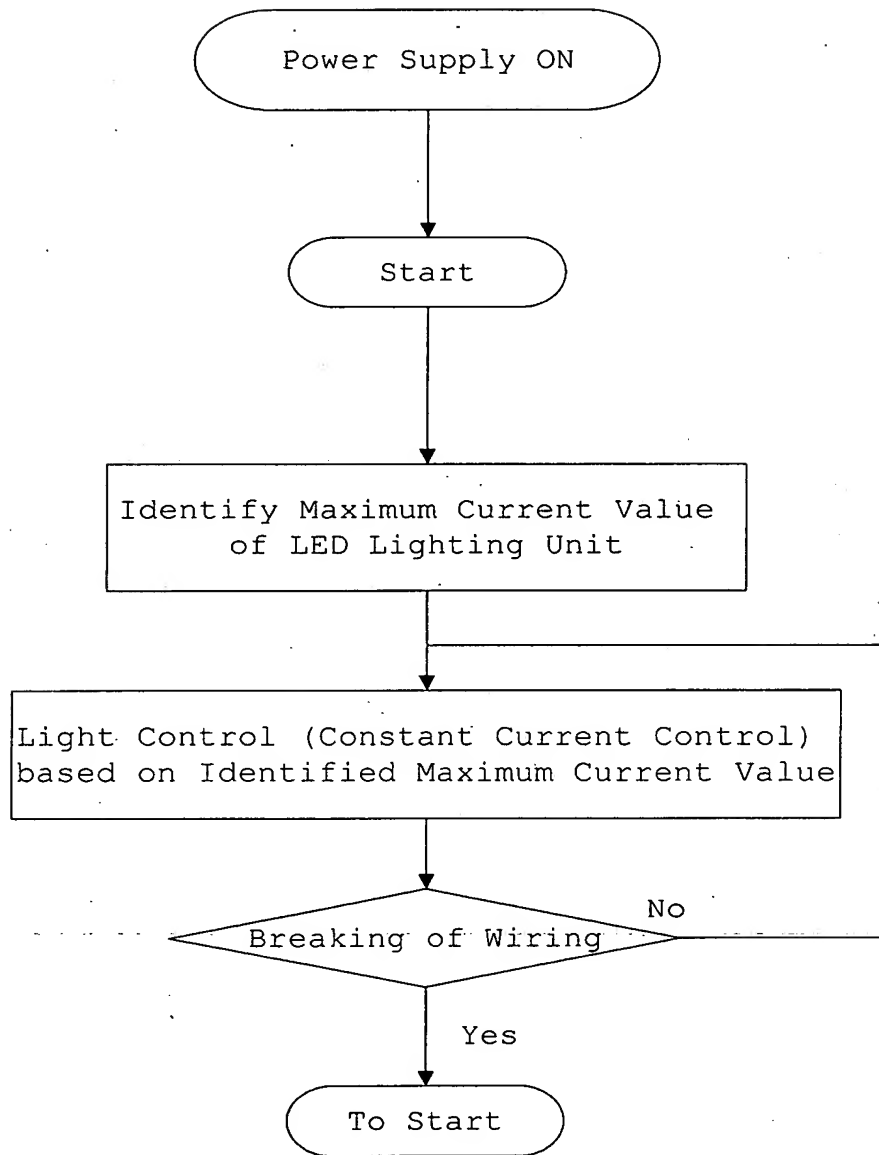 Power Supply ON
Start
Identify Maximum Current Value
of LED Lighting Unit
Light Control (Constant Current Control)
based on Identified Maximum Current Value
No
Breaking of Wiring
Yes
To Start